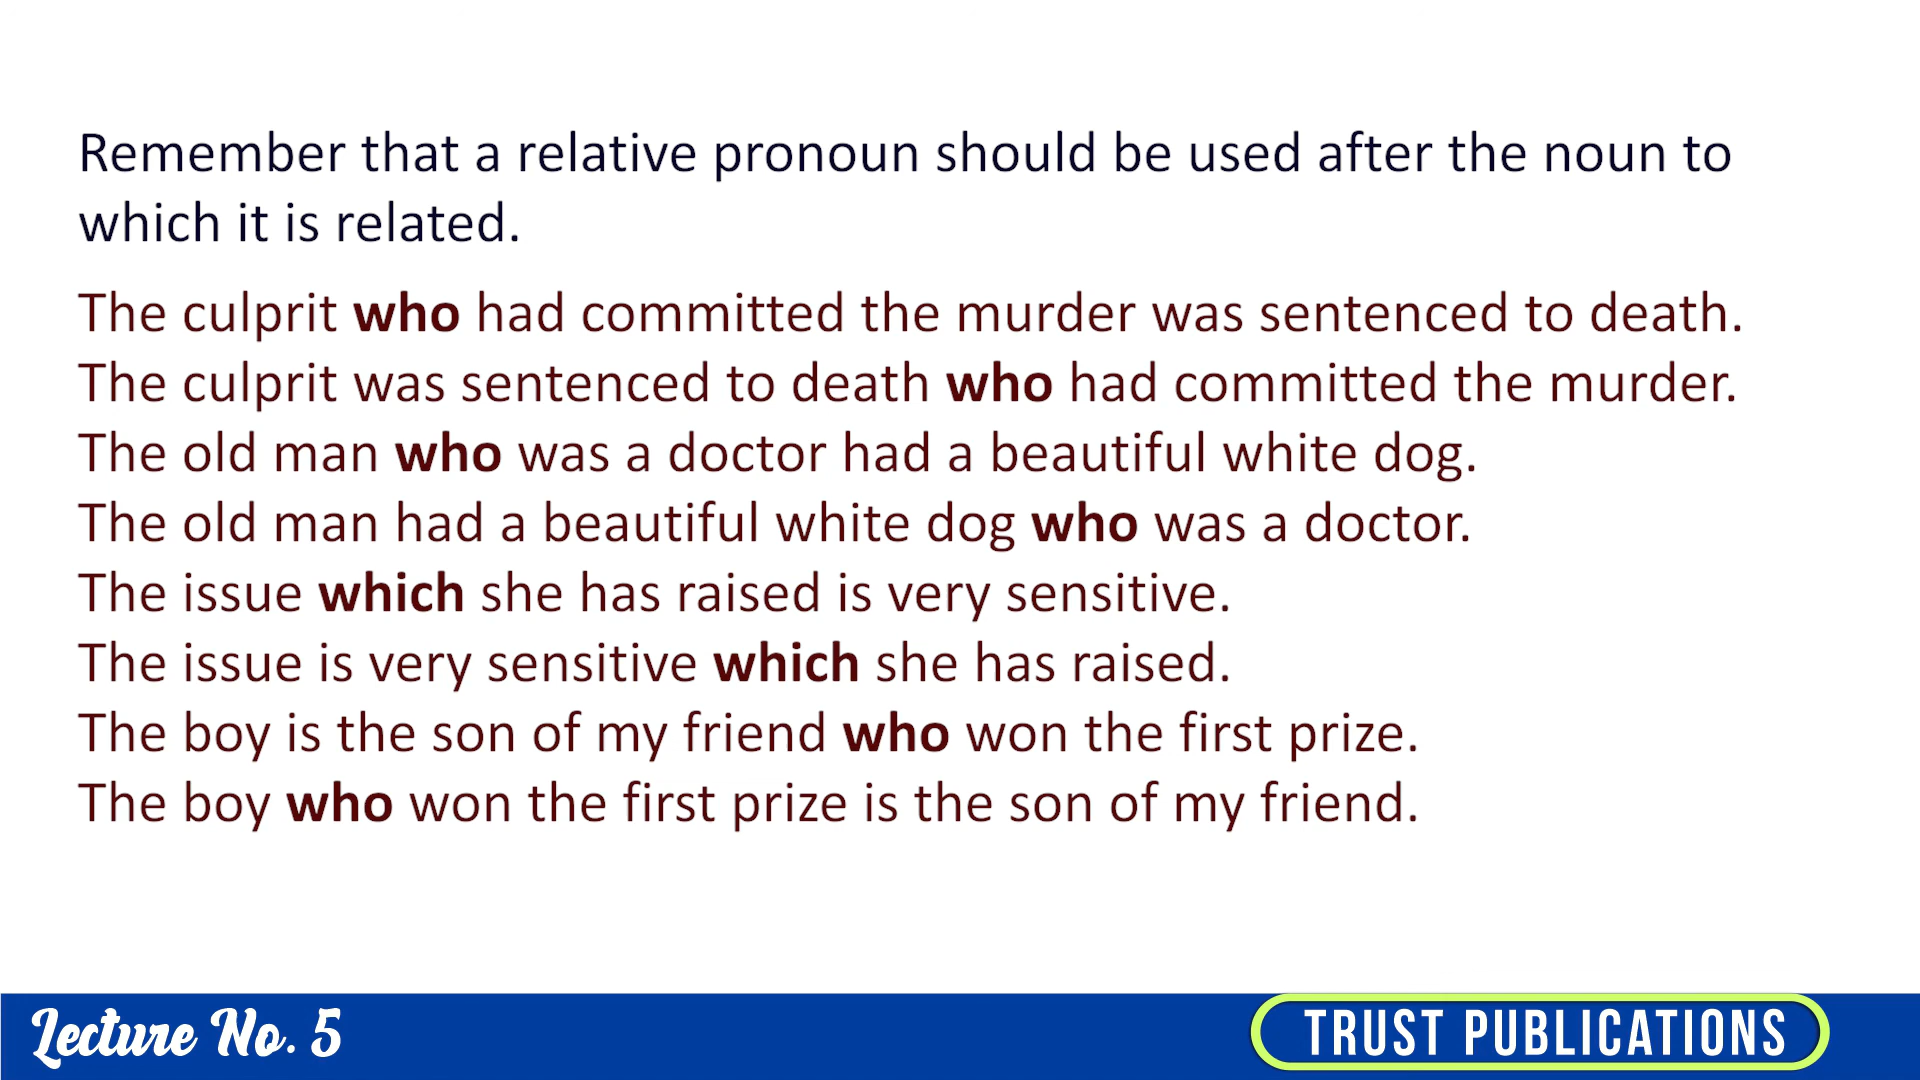 Remember that a relative pronoun should be used after the noun to
which it is related.
The culprit who had committed the murder was sentenced to death.
The culprit was sentenced to death who had committed the murder.
The old man who was a doctor had a beautiful white dog.
The old man had a beautiful white dog who was a doctor.
The issue which she has raised is very sensitive.
The issue is very sensitive which she has raised.
The boy is the son of my friend who won the first prize.
The boy who won the first prize is the son of my friend.
Lecture No. 5
TRUST PUBLICATIONS